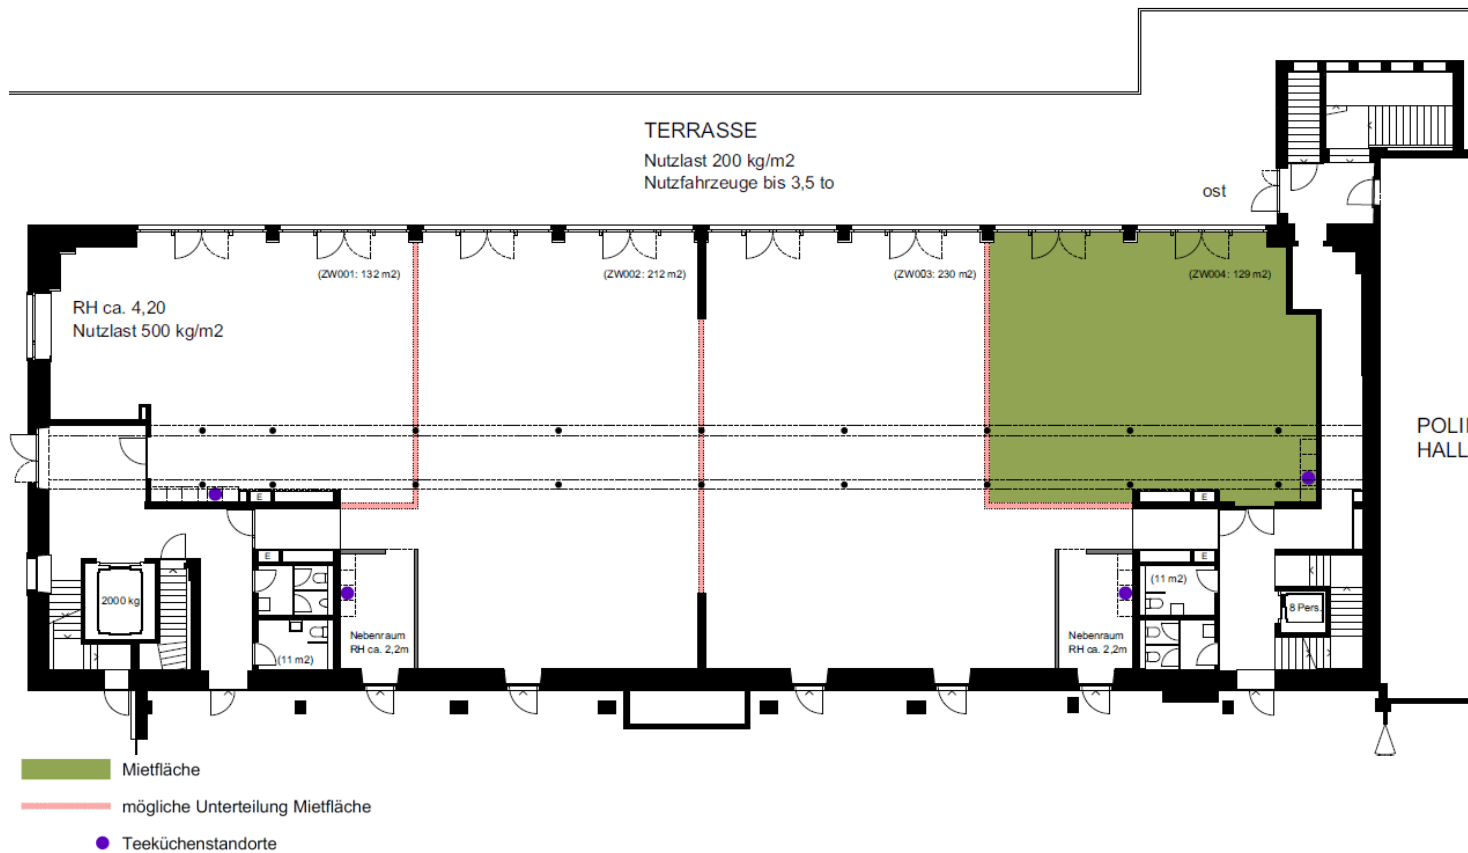 TERRASSE
Nutzlast 200 kg/m2
Nutzfahrzeuge bis 3,5 to
ost
(ZW001: 132 m2)
(ZW002: 212 m2)
(ZW003: 230 m2)
(ZW004: 129 m2)
RH ca. 4,20
Nutzlast 500 kg/m2
POLI
HALL
E
E
E
E
2000 kg
(11 m2)
8 Pers.
Nebenraum
RH ca. 2,2m
Nebenraum
RH ca. 2,2m
(11 m2)
Mietfläche
mögliche Unterteilung Mietfläche
Teeküchenstandorte